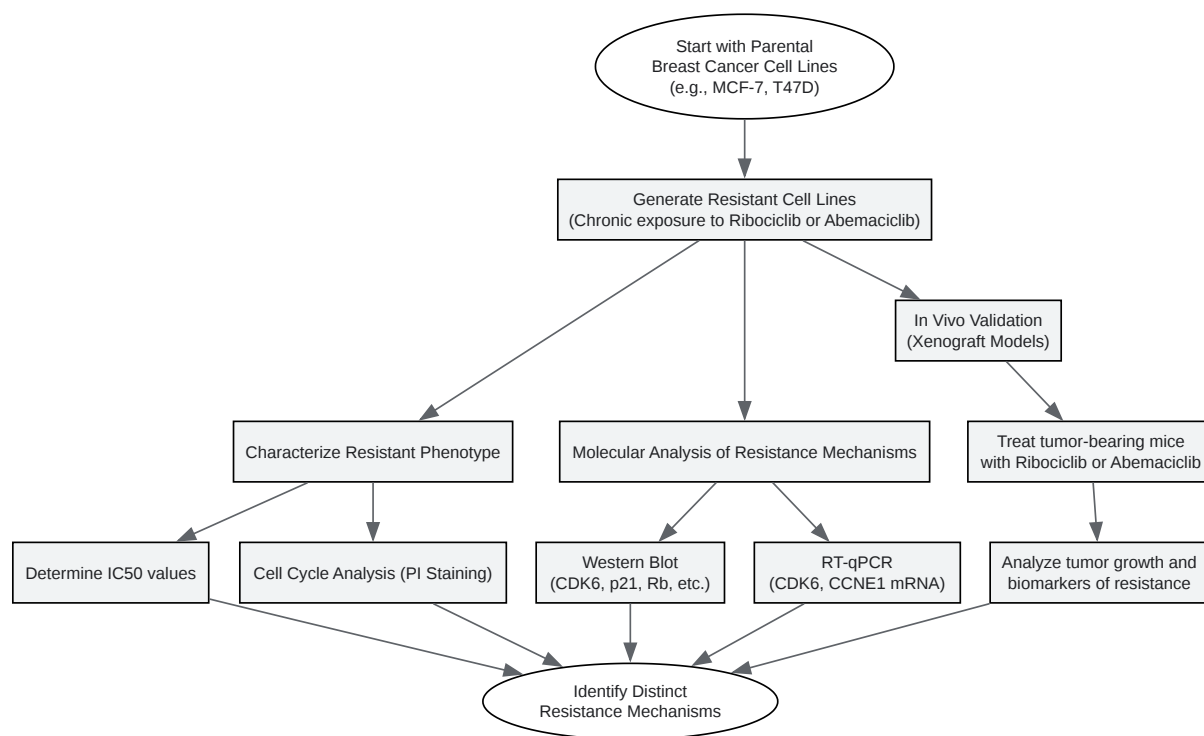 Start with Parental
Breast Cancer Cell Lines
(e.g., MCF-7, T47D)
Generate Resistant Cell Lines
(Chronic exposure to Ribociclib or Abemaciclib)
In Vivo Validation
(Xenograft Models)
Characterize Resistant Phenotype
Molecular Analysis of Resistance Mechanisms
Treat tumor-bearing mice
with Ribociclib or Abemaciclib
Determine IC50 values
Cell Cycle Analysis (PI Staining)
Western Blot
(CDK6, p21, Rb, etc.)
RT-qPCR
(CDK6, CCNE1 mRNA)
Analyze tumor growth and
biomarkers of resistance
Identify Distinct
Resistance Mechanisms